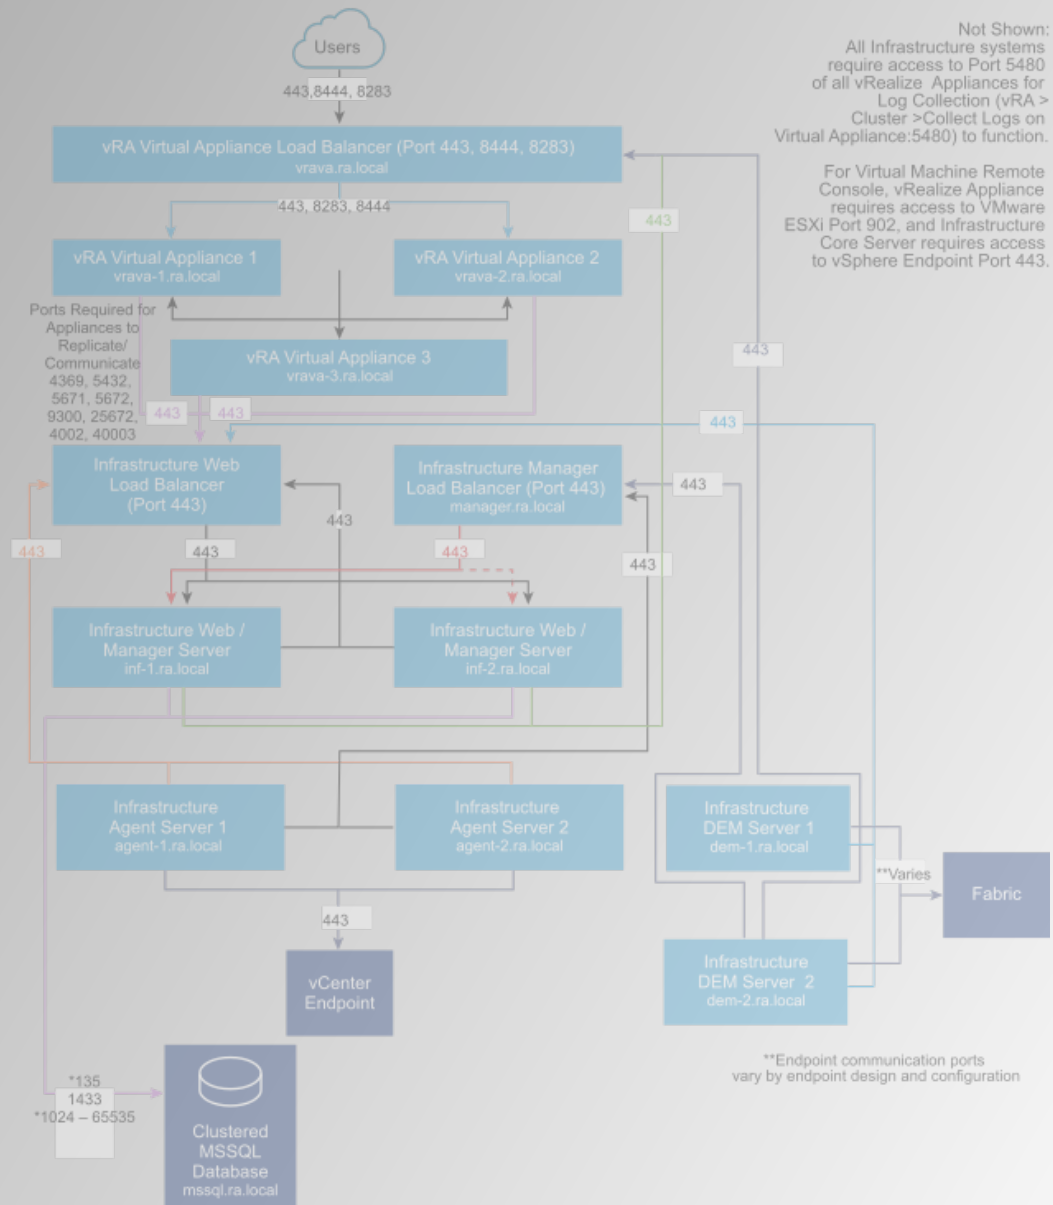 Users
443,8444, 8283
Not Shown:
All Infrastructure systems
require access to Port 5480
of all vRealize Appliances for
Log Collection (vRA >
Cluster >Collect Logs on
Virtual Appliance:5480) to function.
For Virtual Machine Remote
Console, vRealize Appliance
requires access to VMware
ESXi Port 902, and Infrastructure
Core Server requires access
to vSphere Endpoint Port 443.
vRA Virtual Appliance Load Balancer (Port 443, 8444, 8283)
vrava.ra.local
443, 8283, 8444
443
vRA Virtual Appliance 1
vrava-1.ra.local
vRA Virtual Appliance 2
vrava-2.ra.local
Ports Required for
Appliances to
Replicate/
Communicate
4369, 5432,
5671, 5672,
9300, 25672,
4002, 40003
vRA Virtual Appliance 3
vrava-3.ra.local
443
443
443
443
Infrastructure Web
Load Balancer
(Port 443)
Infrastructure Manager
Load Balancer (Port 443)
manager.ra.local
443
443
443
443
443
443
Infrastructure Web /
Manager Server
inf-1.ra.local
Infrastructure Web /
Manager Server
inf-2.ra.local
Infrastructure
Agent Server 1
agent-1.ra.local
Infrastructure
Agent Server 2
agent-2.ra.local
Infrastructure
DEM Server 1
dem-1.ra.local
**Varies
Fabric
443
vCenter
Endpoint
Infrastructure
DEM Server 2
dem-2.ra.local
**Endpoint communication ports
vary by endpoint design and configuration
*135
1433
*1024 – 65535
Clustered
MSSQL
Database
mssql.ra.local